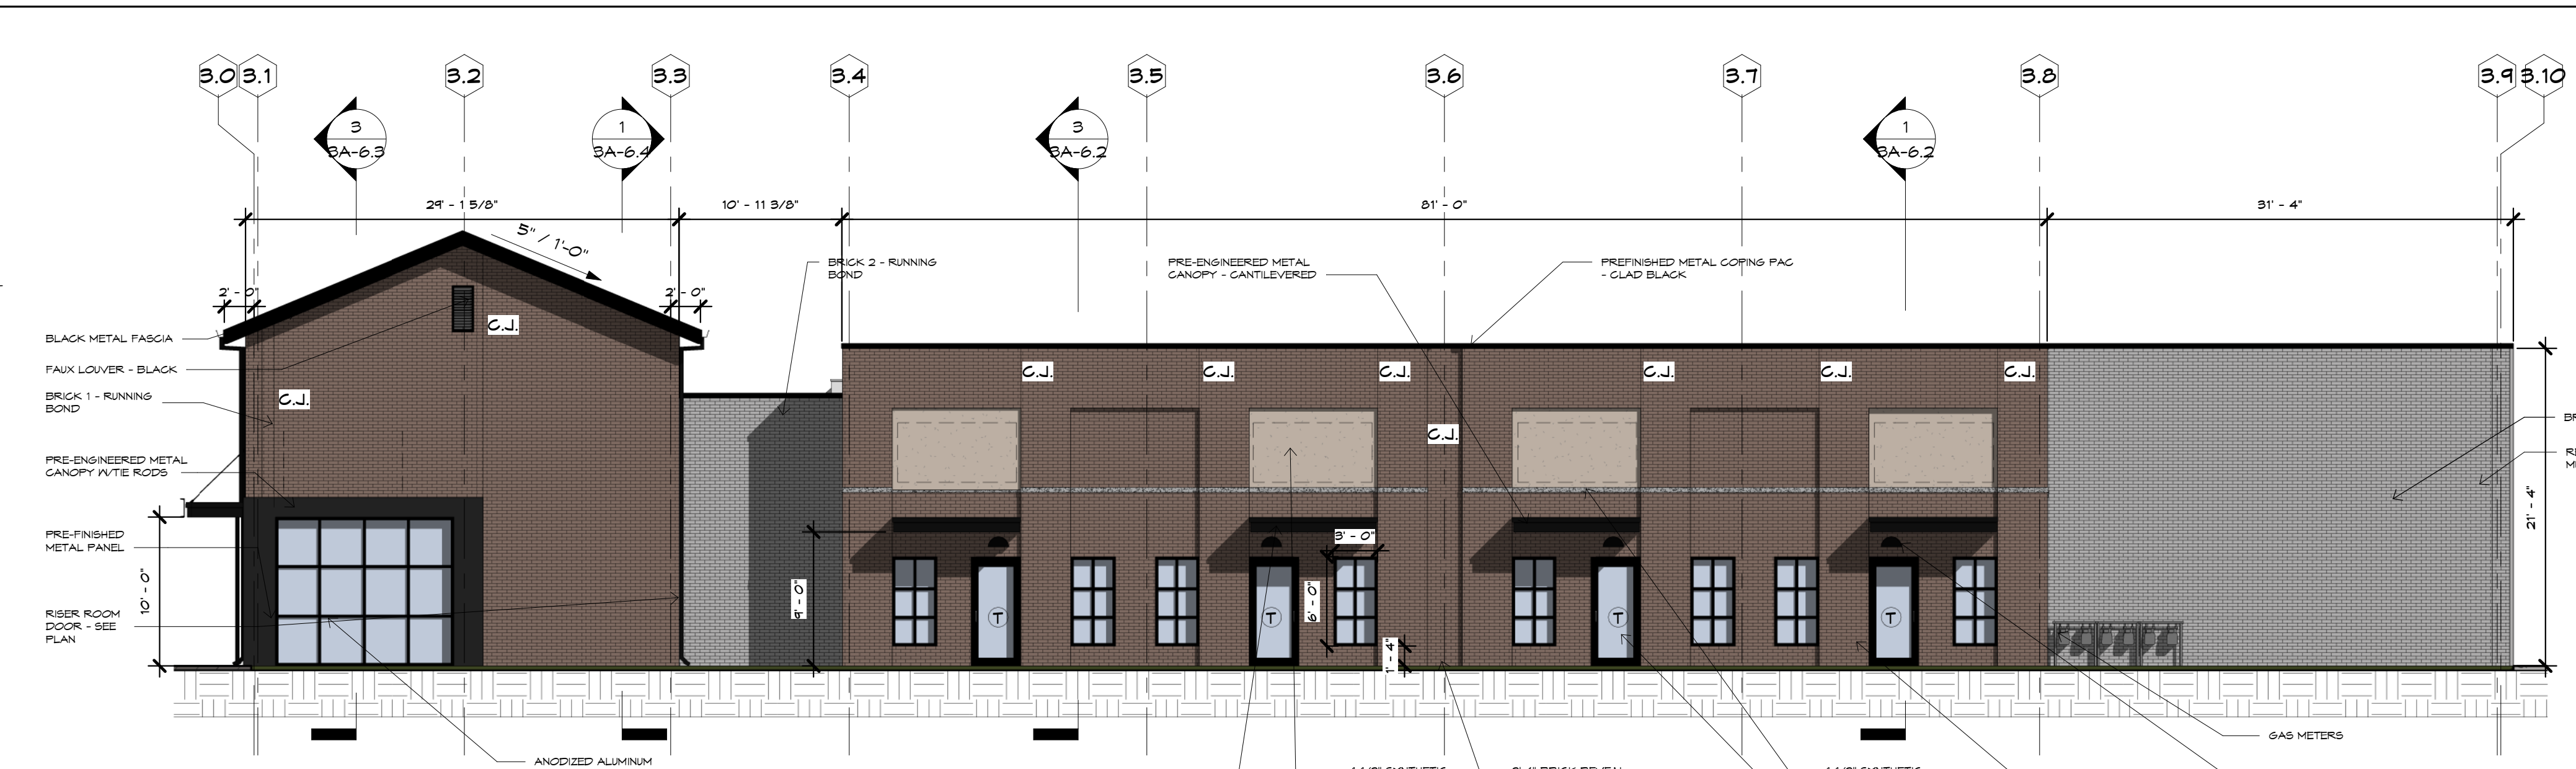 3.0 3.1 3.2 3.3 3.4 3.5 3.6 3.7 3.8 3.9 3.10
3 1 3 1
3A-6.3 3A-6.4 3A-6.2 3A-6.2
29' - 1 5/8" 10' - 11 3/8" 81' - 0" 31' - 4"
5" / 1'-0"
BRICK 2 - RUNNING
BOND
PRE-ENGINEERED METAL
CANOPY - CANTILEVERED
PREFINISHED METAL COPING PAC
- CLAD BLACK
2' - 0" 2' - 0"
BLACK METAL FASCIA
C.J.
FAUX LOUVER - BLACK
C.J. C.J. C.J. C.J. C.J. C.J.
BRICK 1 - RUNNING
BOND
C.J.
C.J.
PRE-ENGINEERED METAL
CANOPY W/TIE RODS
21' - 4"
PRE-FINISHED
METAL PANEL
3' - 0"
10' - 0"
9' - 0"
6' - 0"
RISER ROOM
DOOR - SEE
PLAN
T T T T
1' - 4"
GAS METERS
ANODIZED ALUMINUM